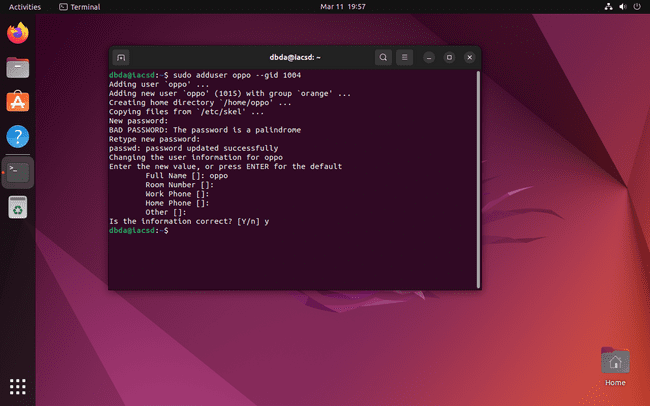 Activities
Terminal
Mar 11 19:57
dbda@iacsd: ~
dbda@iacsd:~$ sudo adduser oppo --gid 1004
Adding user `oppo' ...
Adding new user `oppo' (1015) with group `orange' ...
Creating home directory `/home/oppo' ...
Copying files from `/etc/skel' ...
New password:
BAD PASSWORD: The password is a palindrome
Retype new password:
passwd: password updated successfully
Changing the user information for oppo
Enter the new value, or press ENTER for the default
Full Name []: oppo
Room Number []:
Work Phone []:
Home Phone []:
Other []:
Is the information correct? [Y/n] y
dbda@iacsd:~$
Home